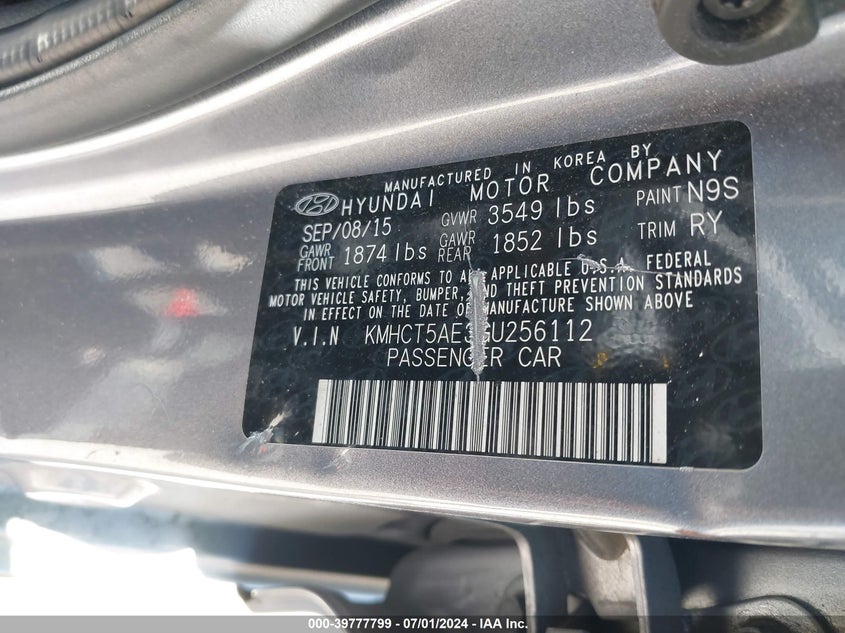 MANUFACTURED IN KOREA BY
HYUNDAI MOTOR COMPANY
SEP/08/15 GVWR 3549 lbs PAINT N9S
GAWR FRONT 1874 lbs GAWR REAR 1852 lbs TRIM RY
THIS VEHICLE CONFORMS TO ALL APPLICABLE U.S.A. FEDERAL
MOTOR VEHICLE SAFETY, BUMPER, AND THEFT PREVENTION STANDARDS
IN EFFECT ON THE DATE OF MANUFACTURE SHOWN ABOVE
V.I.N KMHCT5AE3GU256112
PASSENGER CAR
000-39777799 - 07/01/2024 - IAA Inc.